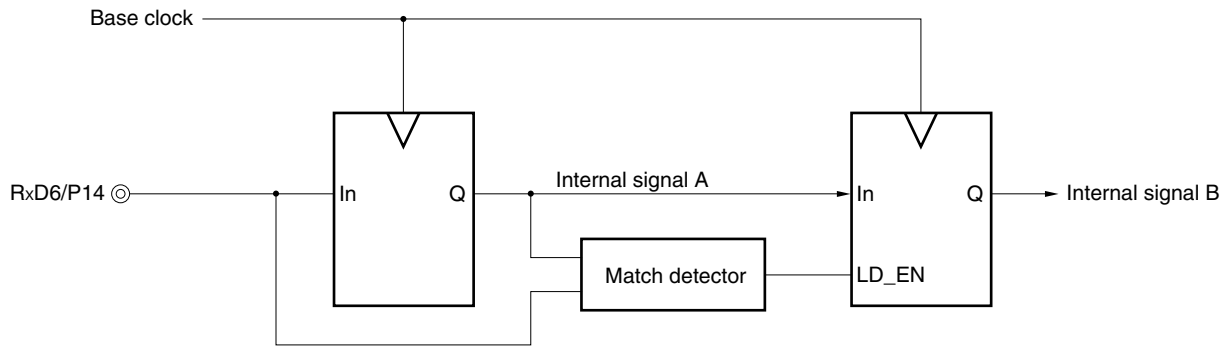 Base clock
RxD6/P14
In
Q
Internal signal A
In
Q
Internal signal B
Match detector
LD_EN